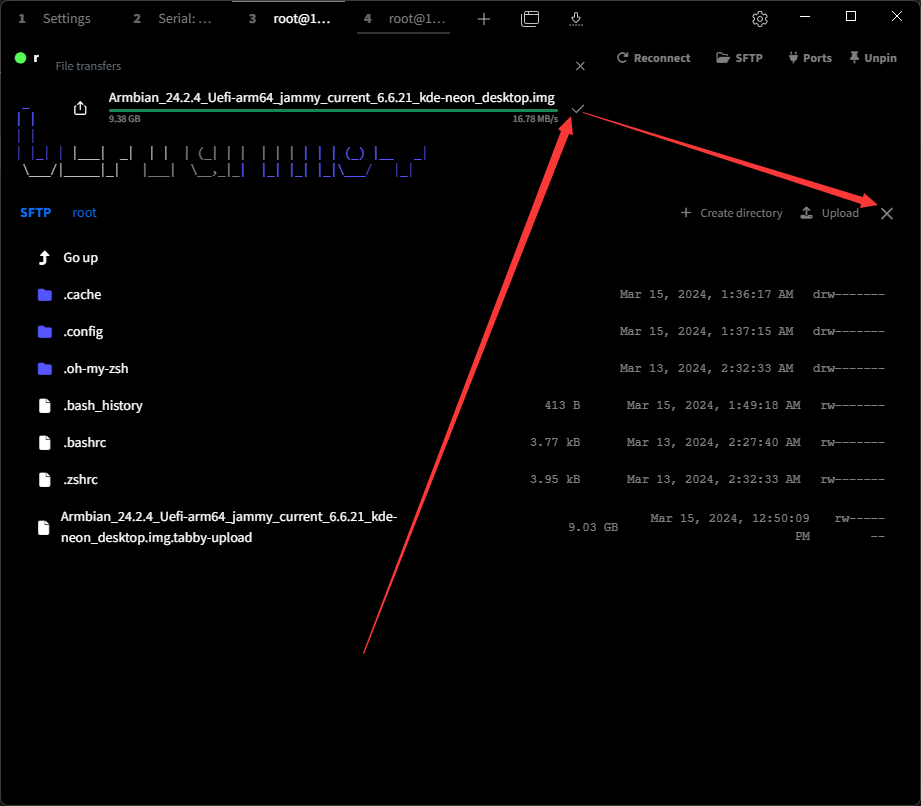 1 Settings 2 Serial: ... 3 root@1... 4 root@1...
r File transfers Reconnect SFTP Ports Unpin
Armbian_24.2.4_Uefi-arm64_jammy_current_6.6.21_kde-neon_desktop.img
9.38 GB 16.78 MB/s
SFTP root Create directory Upload
Go up
.cache Mar 15, 2024, 1:36:17 AM drw-------
.config Mar 15, 2024, 1:37:15 AM drw-------
.oh-my-zsh Mar 13, 2024, 2:32:33 AM drw-------
.bash_history 413 B Mar 15, 2024, 1:49:18 AM rw-------
.bashrc 3.77 kB Mar 13, 2024, 2:27:40 AM rw-------
.zshrc 3.95 kB Mar 13, 2024, 2:32:33 AM rw-------
Armbian_24.2.4_Uefi-arm64_jammy_current_6.6.21_kde-
neon_desktop.img.tabby-upload 9.03 GB Mar 15, 2024, 12:50:09
PM rw-----
--